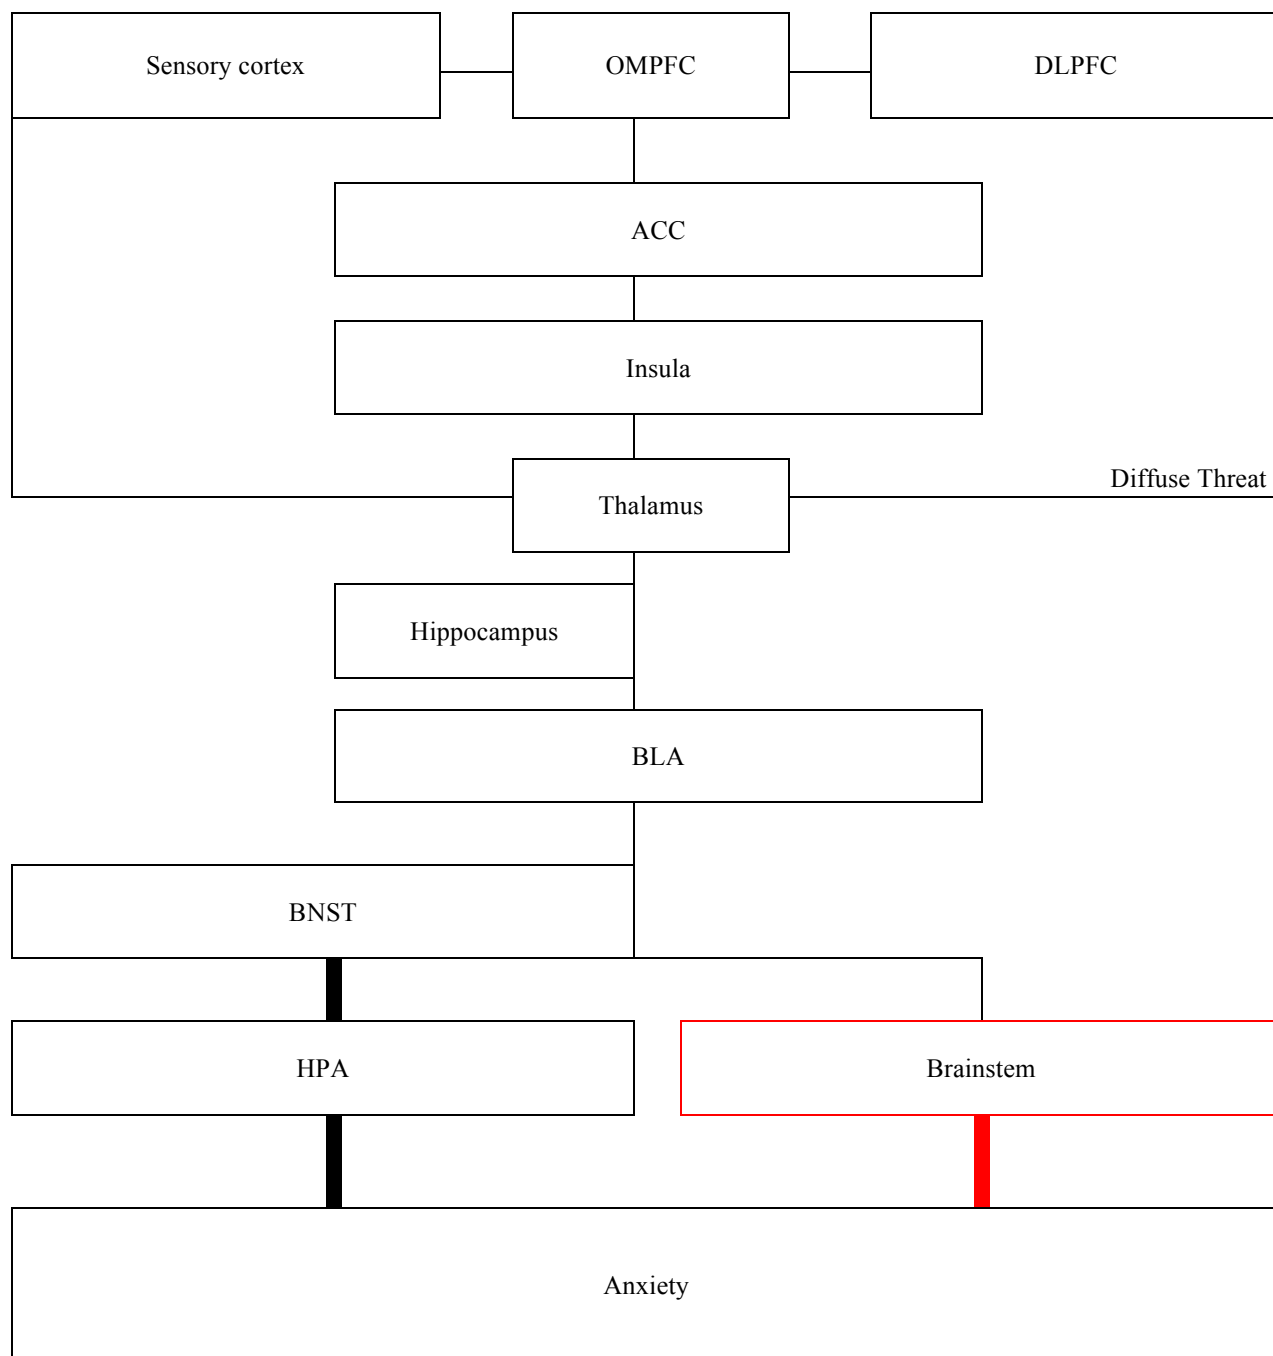 Sensory cortex
OMPFC
DLPFC
ACC
Insula
Diffuse Threat
Thalamus
Hippocampus
BLA
BNST
HPA
Brainstem
Anxiety